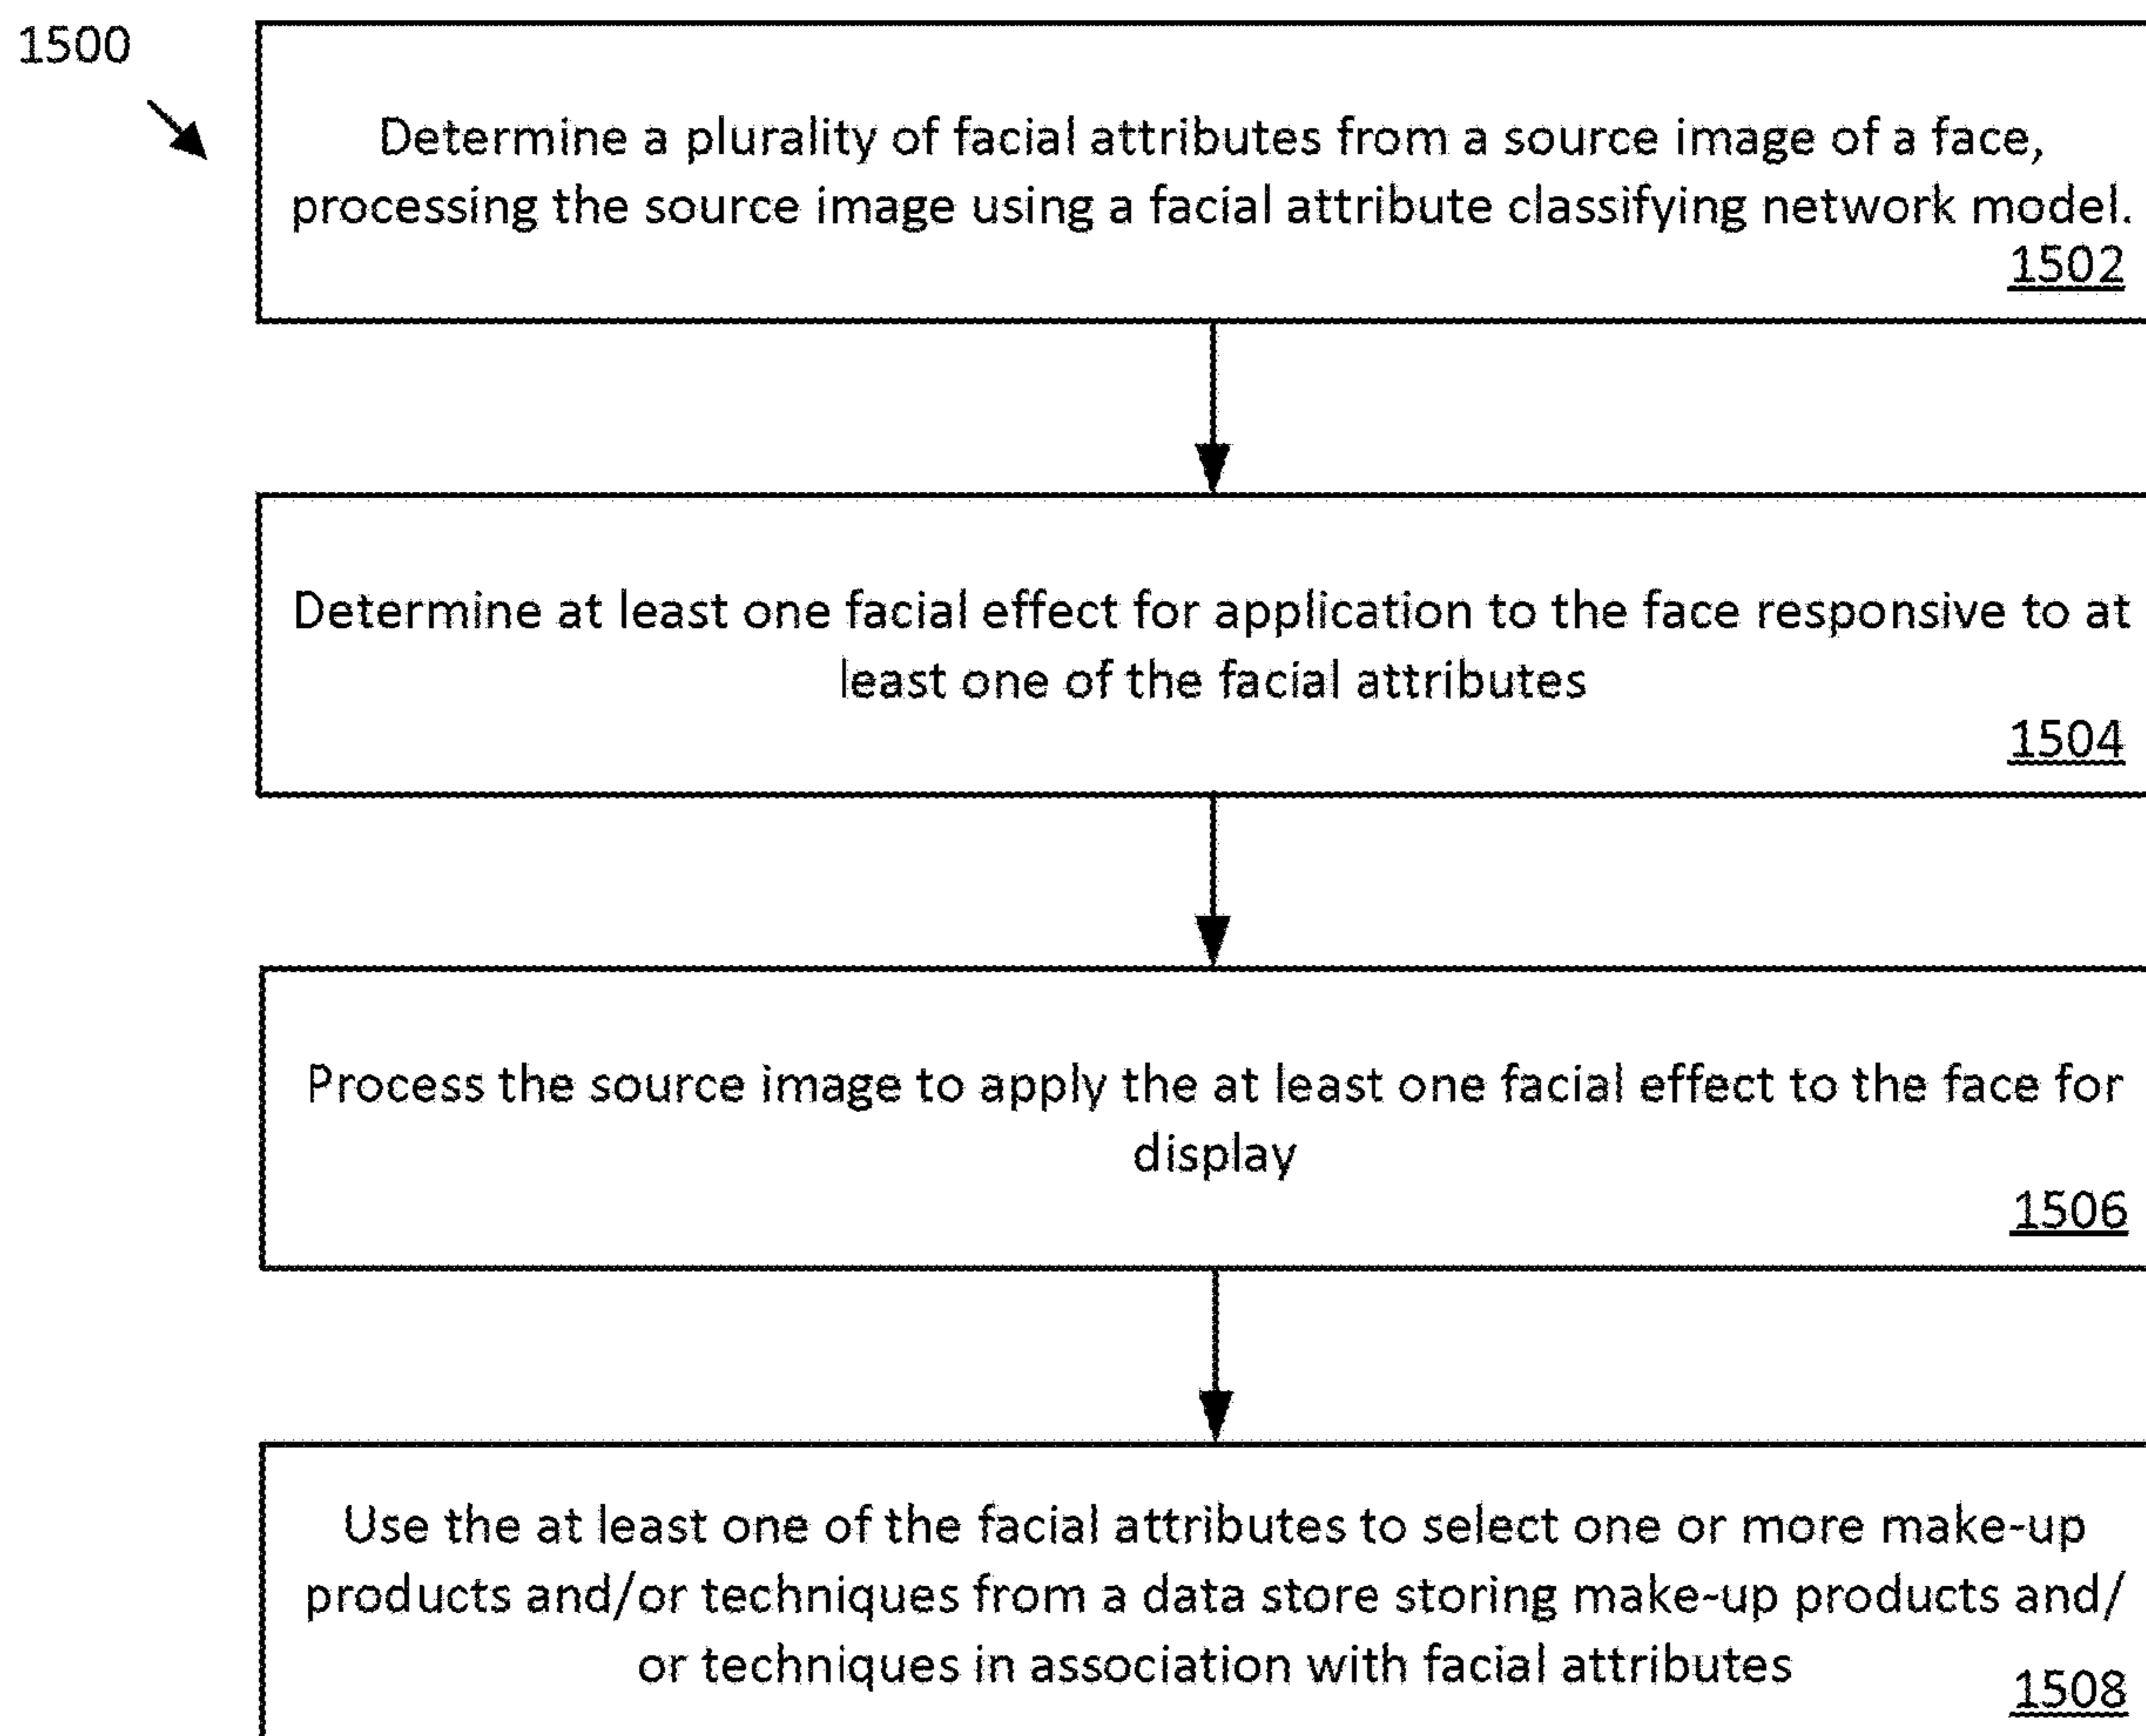 1500
Determine a plurality of facial attributes from a source image of a face,
processing the source image using a facial attribute classifying network model.
1502
Determine at least one facial effect for application to the face responsive to at
least one of the facial attributes
1504
Process the source image to apply the at least one facial effect to the face for
display
1506
Use the at least one of the facial attributes to select one or more make-up
products and/or techniques from a data store storing make-up products and/
or techniques in association with facial attributes
1508